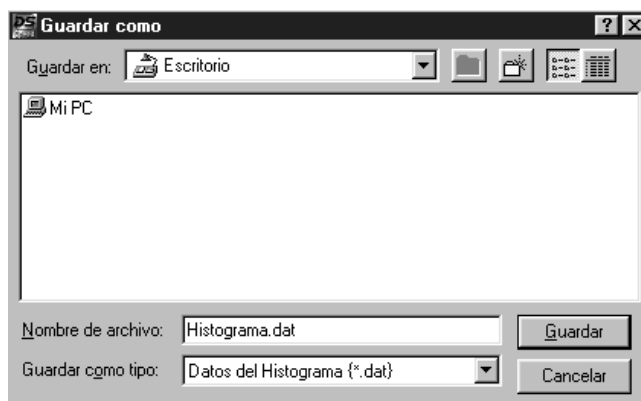 Guardar como
Guardar en: Escritorio
Mi PC
Nombre de archivo: Histograma.dat Guardar
Guardar como tipo: Datos del Histograma {*.dat} Cancelar